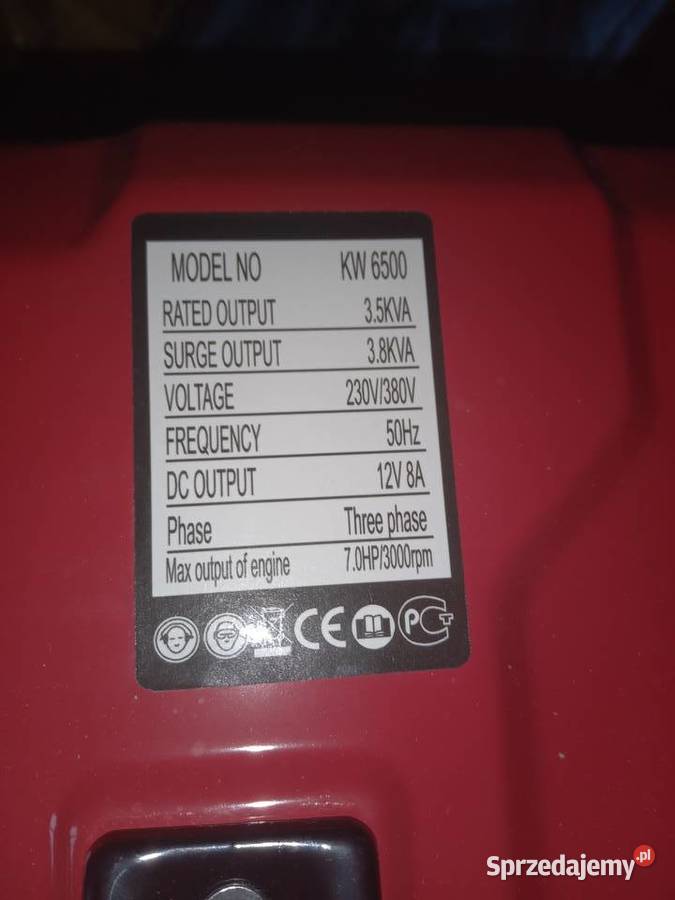 MODEL NO KW 6500
RATED OUTPUT 3.5KVA
SURGE OUTPUT 3.8KVA
VOLTAGE 230V/380V
FREQUENCY 50Hz
DC OUTPUT 12V 8A
Phase Three phase
Max output of engine 7.0HP/3000rpm
CE PCT
Sprzedajemy.pl